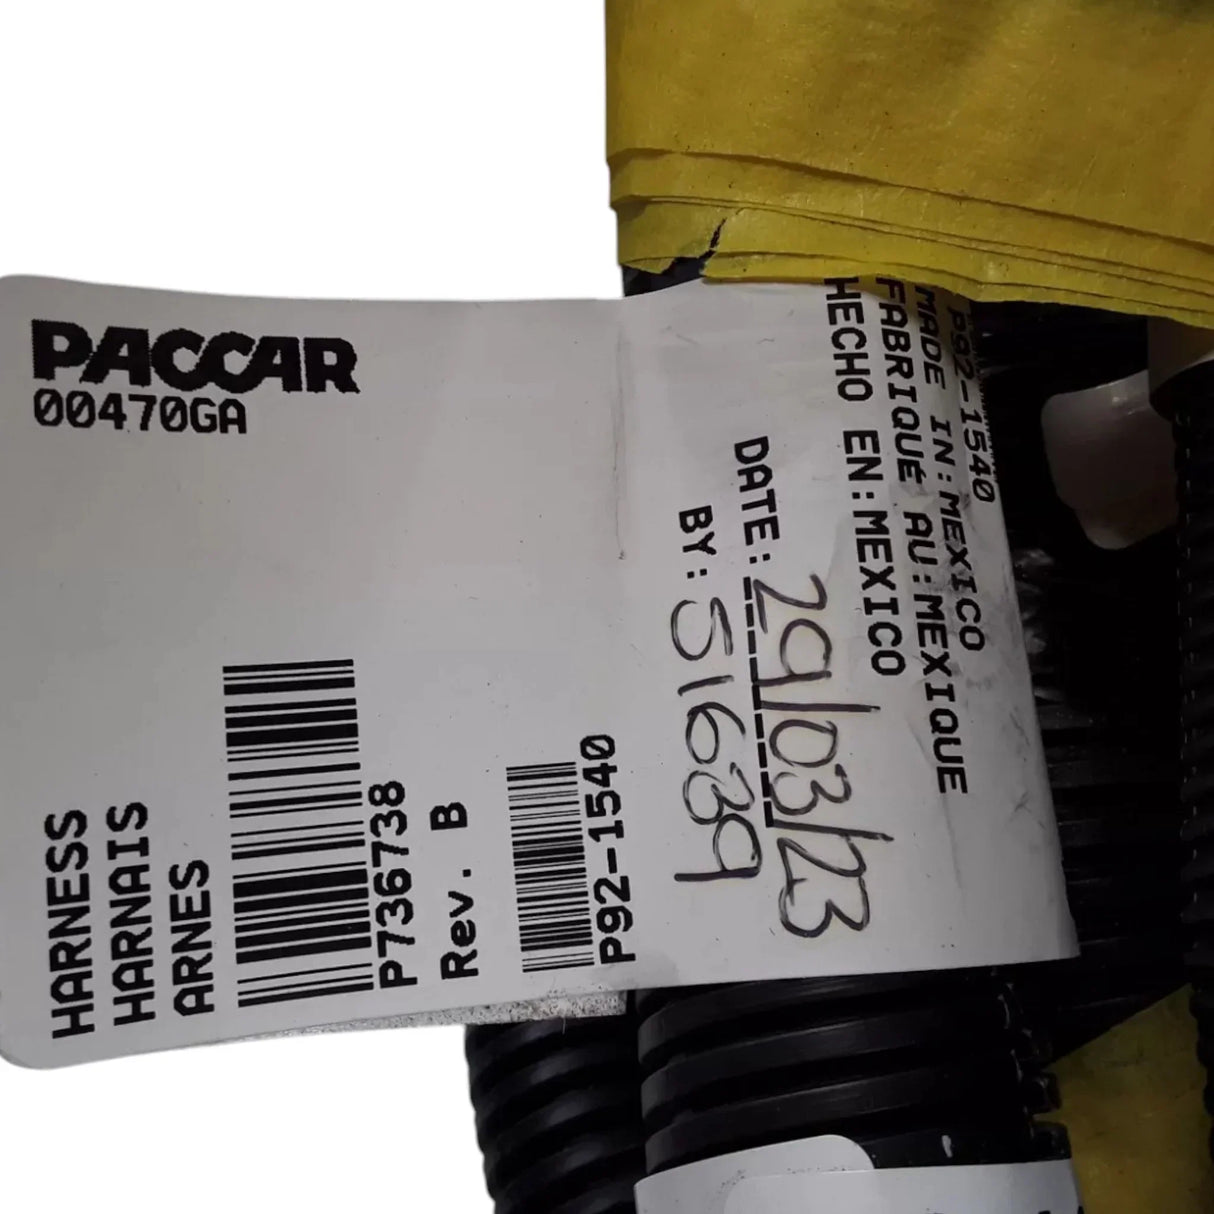 PACCAR
00470GA
HARNESS
HARNAIS
ARNES
P736738
Rev. B
P92-1540
P92-1540
MADE IN:MEXICO
FABRIQUÉ AU:MEXIQUE
HECHO EN:MEXICO
DATE: 29/03/23
BY: 51639